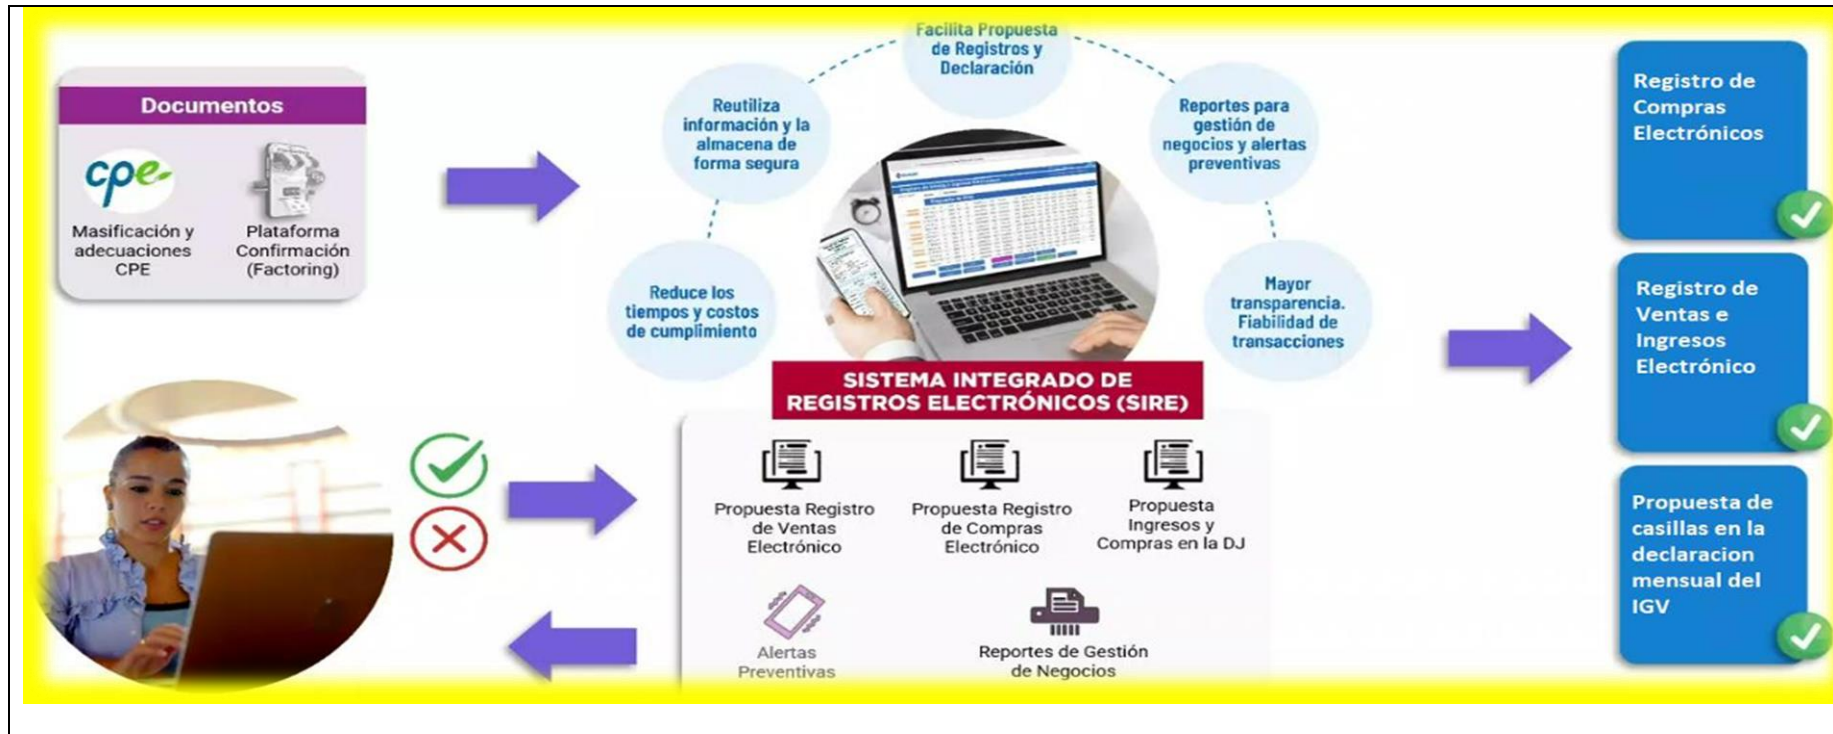 Documentos
cpe
Masificación y
adecuaciones
CPE
Plataforma
Confirmación
(Factoring)
Reduce los
tiempos y costos
de cumplimiento
Reutiliza
información y la
almacena de
forma segura
Facilita Propuesta
de Registros y
Declaración
Reportes para
gestión de
negocios y alertas
preventivas
Mayor
transparencia.
Fiabilidad de
transacciones
SISTEMA INTEGRADO DE
REGISTROS ELECTRÓNICOS (SIRE)
Propuesta Registro
de Ventas
Electrónico
Propuesta Registro
de Compras
Electrónico
Propuesta
Ingresos y
Compras en la DJ
Alertas
Preventivas
Reportes de Gestión
de Negocios
Registro de
Compras
Electrónicos
Registro de
Ventas e
Ingresos
Electrónico
Propuesta de
casillas en la
declaracion
mensual del
IGV